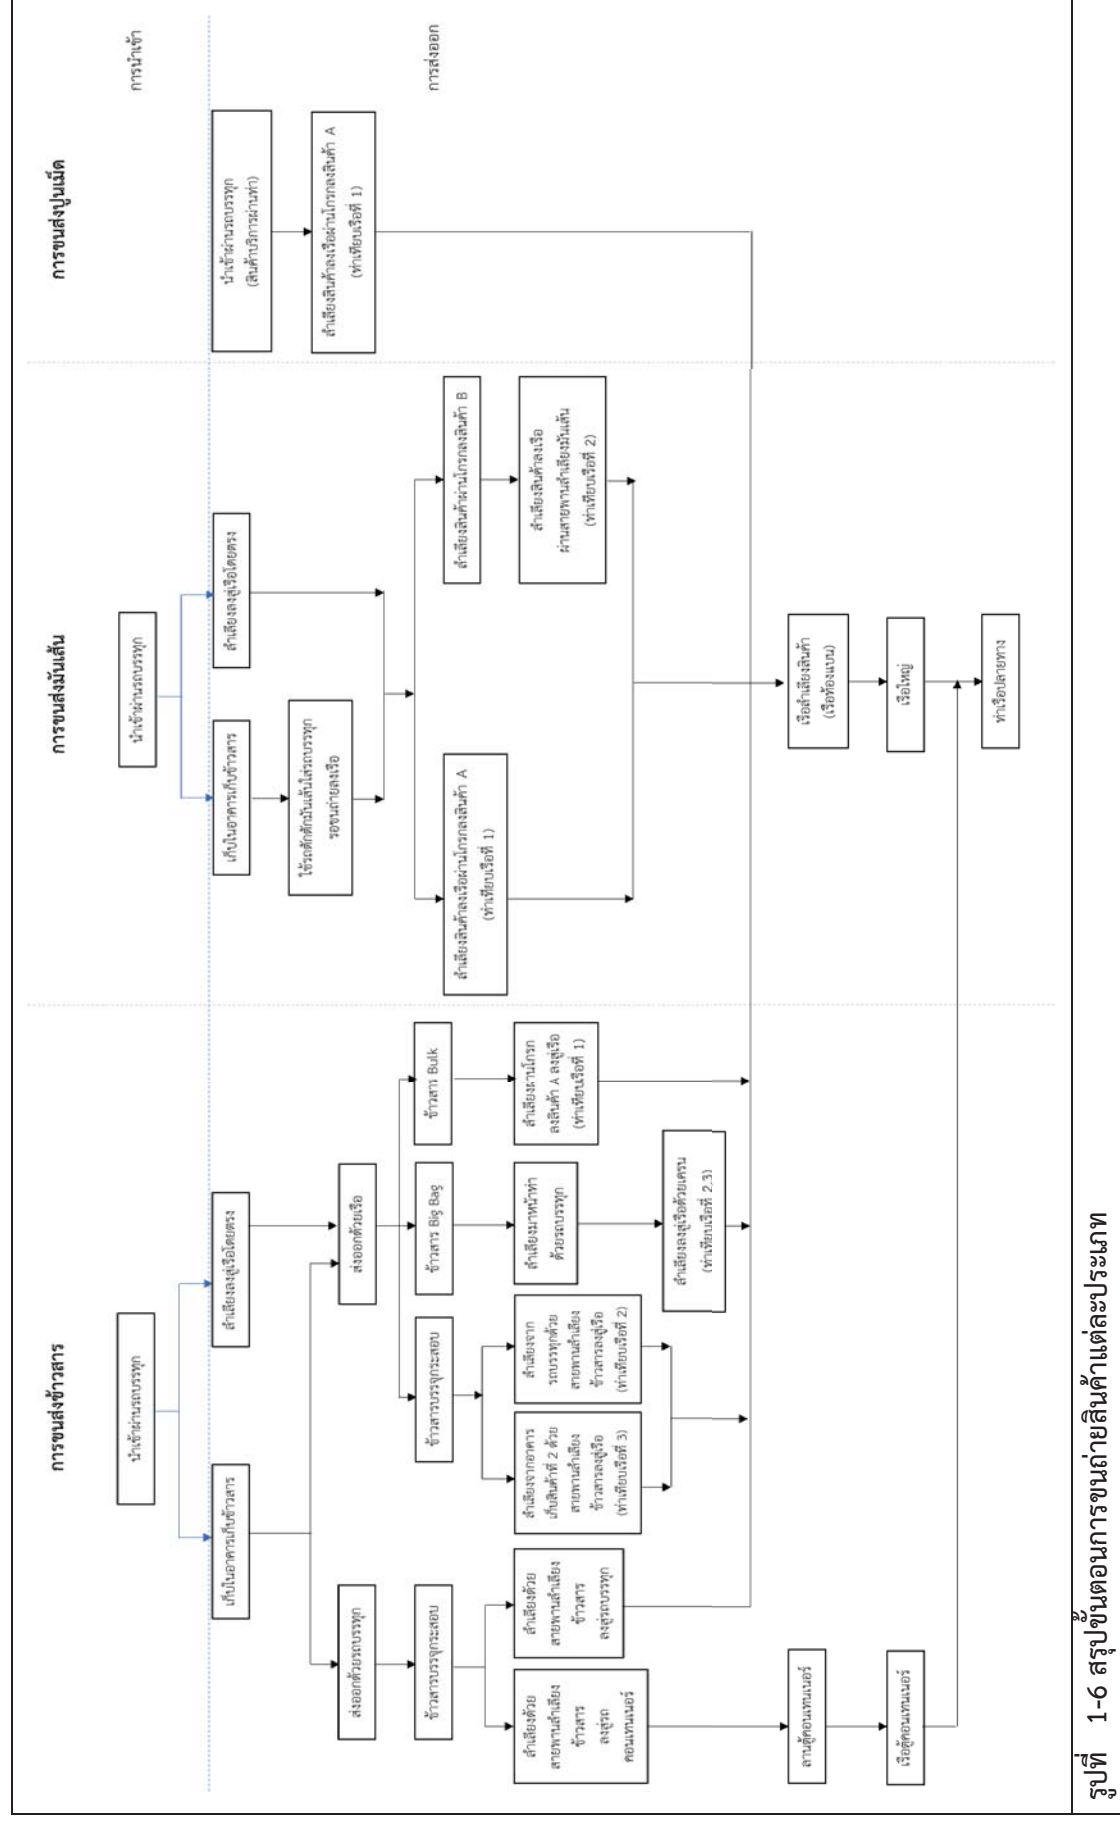 การขนส่งข้าวสาร
การขนส่งมันเส้น
การขนส่งปูนเม็ด
การนำเข้า
การส่งออก
นำเข้าผ่านรถบรรทุก
เก็บในอาคารเก็บข้าวสาร
ลำเลียงลงสู่เรือโดยตรง
ส่งออกด้วยรถบรรทุก
ส่งออกด้วยเรือ
ข้าวสารบรรจุกระสอบ
ข้าวสารบรรจุกระสอบ
ข้าวสาร Big Bag
ข้าวสาร Bulk
ลำเลียงด้วย
สายพานลำเลียง
ข้าวสาร
ลงสู่รถ
คอนเทนเนอร์
ลำเลียงด้วย
สายพานลำเลียง
ข้าวสาร
ลงสู่รถบรรทุก
ลำเลียงจากอาคาร
เก็บสินค้าที่ 2 ด้วย
สายพานลำเลียง
ข้าวสารลงสู่เรือ
(ท่าเทียบเรือที่ 3)
ลำเลียงจาก
รถบรรทุกด้วย
สายพานลำเลียง
ข้าวสารลงสู่เรือ
(ท่าเทียบเรือที่ 2)
ลำเลียงมาหน้าท่า
ด้วยรถบรรทุก
ลำเลียงผ่านโกรก
ลงสินค้า A ลงสู่เรือ
(ท่าเทียบเรือที่ 1)
ลำเลียงลงสู่เรือด้วยเครน
(ท่าเทียบเรือที่ 2,3)
ลานตู้คอนเทนเนอร์
เรือตู้คอนเทนเนอร์
นำเข้าผ่านรถบรรทุก
เก็บในอาคารเก็บข้าวสาร
ลำเลียงลงสู่เรือโดยตรง
ใช้รถตักตักมันเส้นใส่รถบรรทุก
รอขนถ่ายลงเรือ
ลำเลียงสินค้าลงเรือผ่านโกรกลงสินค้า A
(ท่าเทียบเรือที่ 1)
ลำเลียงสินค้าผ่านโกรกลงสินค้า B
ลำเลียงสินค้าลงเรือ
ผ่านสายพานลำเลียงมันเส้น
(ท่าเทียบเรือที่ 2)
เรือลำเลียงสินค้า
(เรือท้องแบน)
เรือใหญ่
ท่าเรือปลายทาง
นำเข้าผ่านรถบรรทุก
(สินค้าบริการผ่านท่า)
ลำเลียงสินค้าลงเรือผ่านโกรกลงสินค้า A
(ท่าเทียบเรือที่ 1)
รูปที่ 1-6 สรุปขั้นตอนการขนถ่ายสินค้าแต่ละประเภท